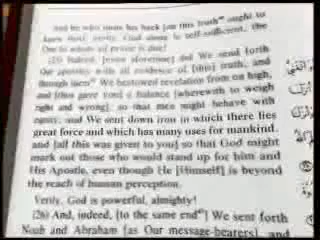 And he who turns his back [on this truth] ought to
know that, verily, God alone is self-sufficient, the
One to whom all praise is due!
(25) Indeed, [even aforetime] did We send forth
Our apostles with all evidence of [this] truth, and
through them We bestowed revelation from on high,
and [thus gave you] a balance [wherewith to weigh
right and wrong], so that men might behave with
equity; and We sent down iron in which there lies
great force and which has many uses for mankind.
and [all this was given to you] so that God might
mark out those who would stand up for him and
His Apostle, even though He [Himself] is beyond
the reach of human perception.
Verily, God is powerful, almighty!
(26) And, indeed, [to the same end] We sent forth
Noah and Abraham [as Our message-bearers], and